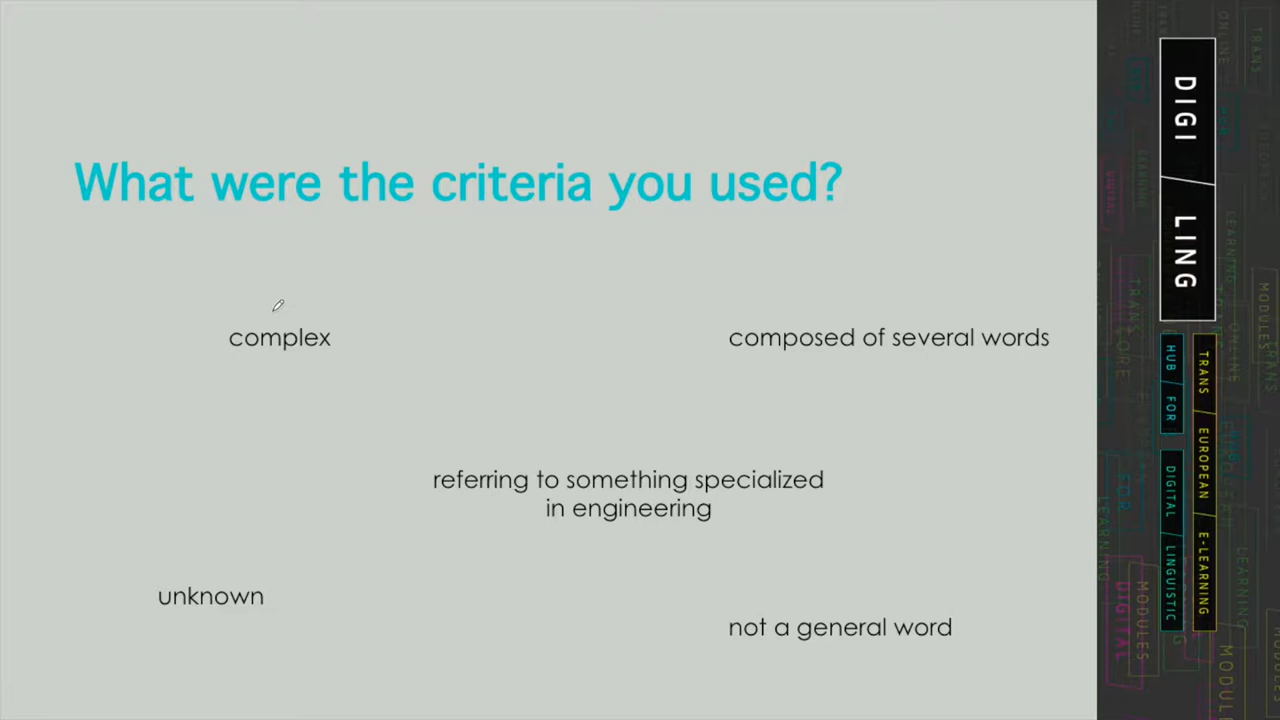 What were the criteria you used?
complex
composed of several words
referring to something specialized
in engineering
unknown
not a general word
DIGI / LING
HUB / FOR
DIGITAL / LINGUISTIC
TRANS / EUROPEAN / E-LEARNING